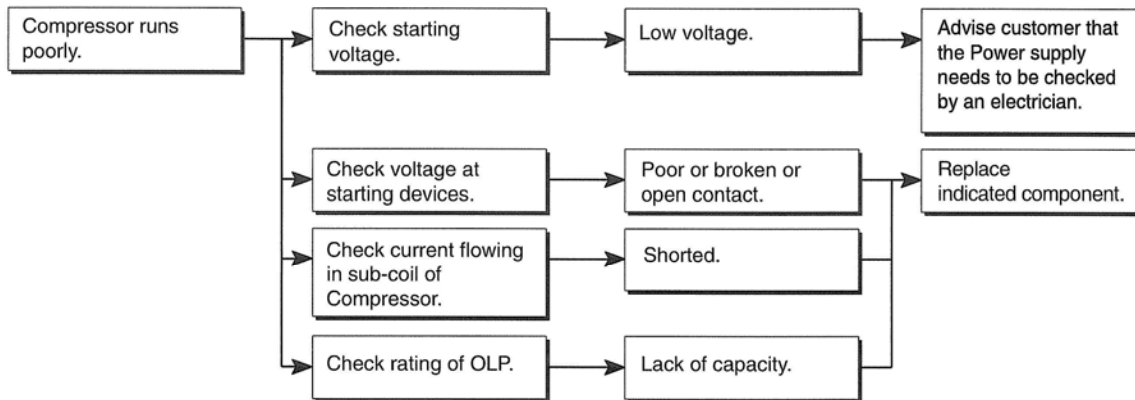 Compressor runs
poorly.
Check starting
voltage.
Low voltage.
Advise customer that
the Power supply
needs to be checked
by an electrician.
Check voltage at
starting devices.
Poor or broken or
open contact.
Replace
indicated component.
Check current flowing
in sub-coil of
Compressor.
Shorted.
Check rating of OLP.
Lack of capacity.